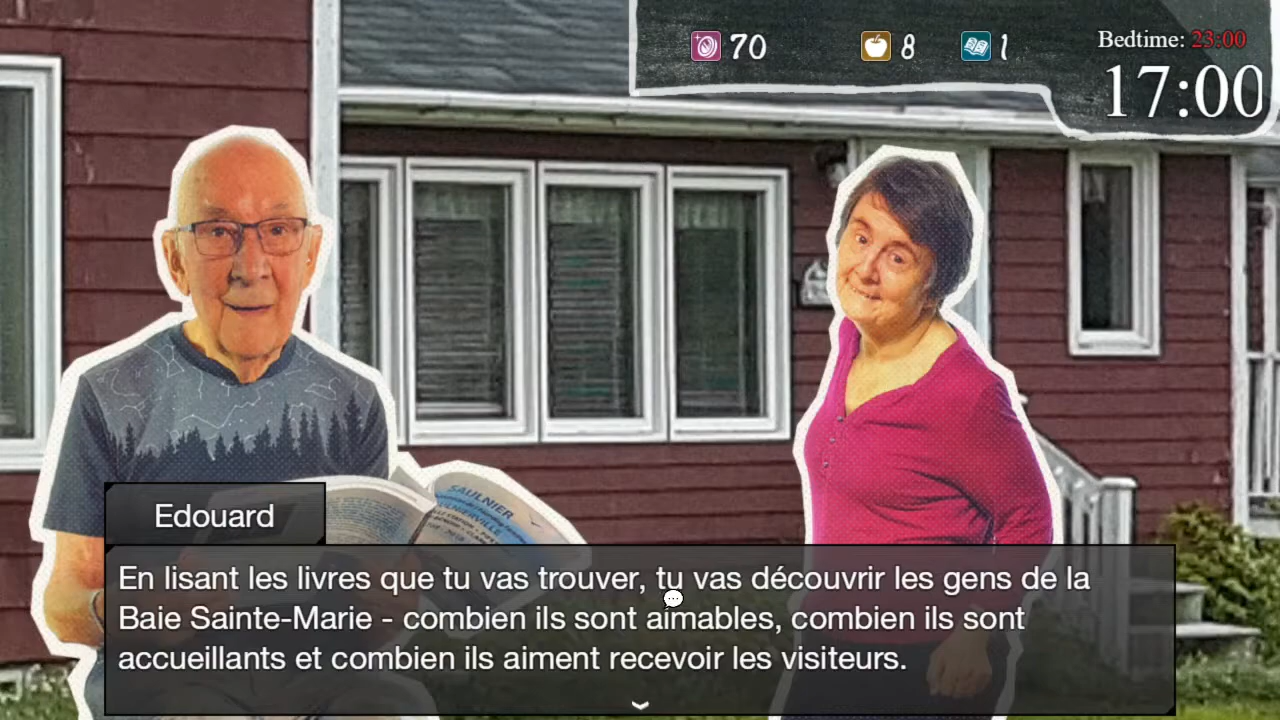 70
8
1
Bedtime: 23:00
17:00
SAULNIER
Edouard
En lisant les livres que tu vas trouver, tu vas découvrir les gens de la
Baie Sainte-Marie - combien ils sont aimables, combien ils sont
accueillants et combien ils aiment recevoir les visiteurs.